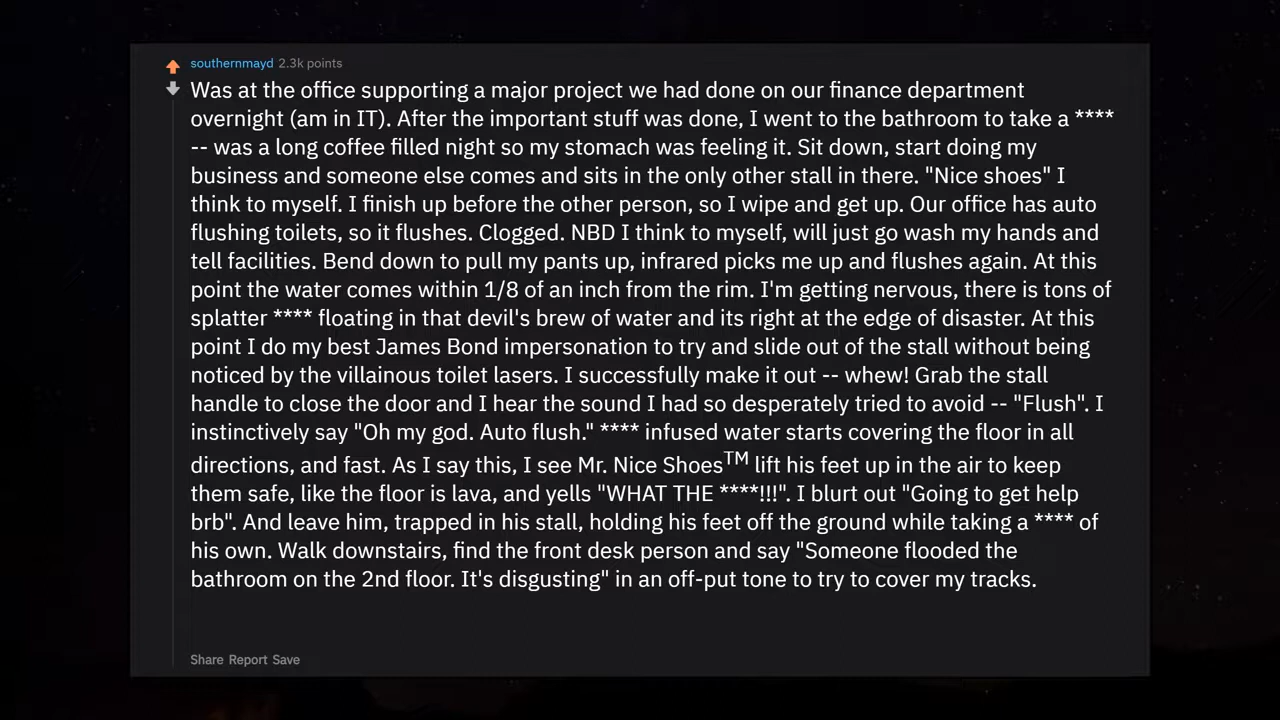 southernmayd 2.3k points
Was at the office supporting a major project we had done on our finance department
overnight (am in IT). After the important stuff was done, I went to the bathroom to take a ****
-- was a long coffee filled night so my stomach was feeling it. Sit down, start doing my
business and someone else comes and sits in the only other stall in there. "Nice shoes" I
think to myself. I finish up before the other person, so I wipe and get up. Our office has auto
flushing toilets, so it flushes. Clogged. NBD I think to myself, will just go wash my hands and
tell facilities. Bend down to pull my pants up, infrared picks me up and flushes again. At this
point the water comes within 1/8 of an inch from the rim. I'm getting nervous, there is tons of
splatter **** floating in that devil's brew of water and its right at the edge of disaster. At this
point I do my best James Bond impersonation to try and slide out of the stall without being
noticed by the villainous toilet lasers. I successfully make it out -- whew! Grab the stall
handle to close the door and I hear the sound I had so desperately tried to avoid -- "Flush". I
instinctively say "Oh my god. Auto flush." **** infused water starts covering the floor in all
directions, and fast. As I say this, I see Mr. Nice Shoes™ lift his feet up in the air to keep
them safe, like the floor is lava, and yells "WHAT THE ****!!!". I blurt out "Going to get help
brb". And leave him, trapped in his stall, holding his feet off the ground while taking a **** of
his own. Walk downstairs, find the front desk person and say "Someone flooded the
bathroom on the 2nd floor. It's disgusting" in an off-put tone to try to cover my tracks.
Share Report Save